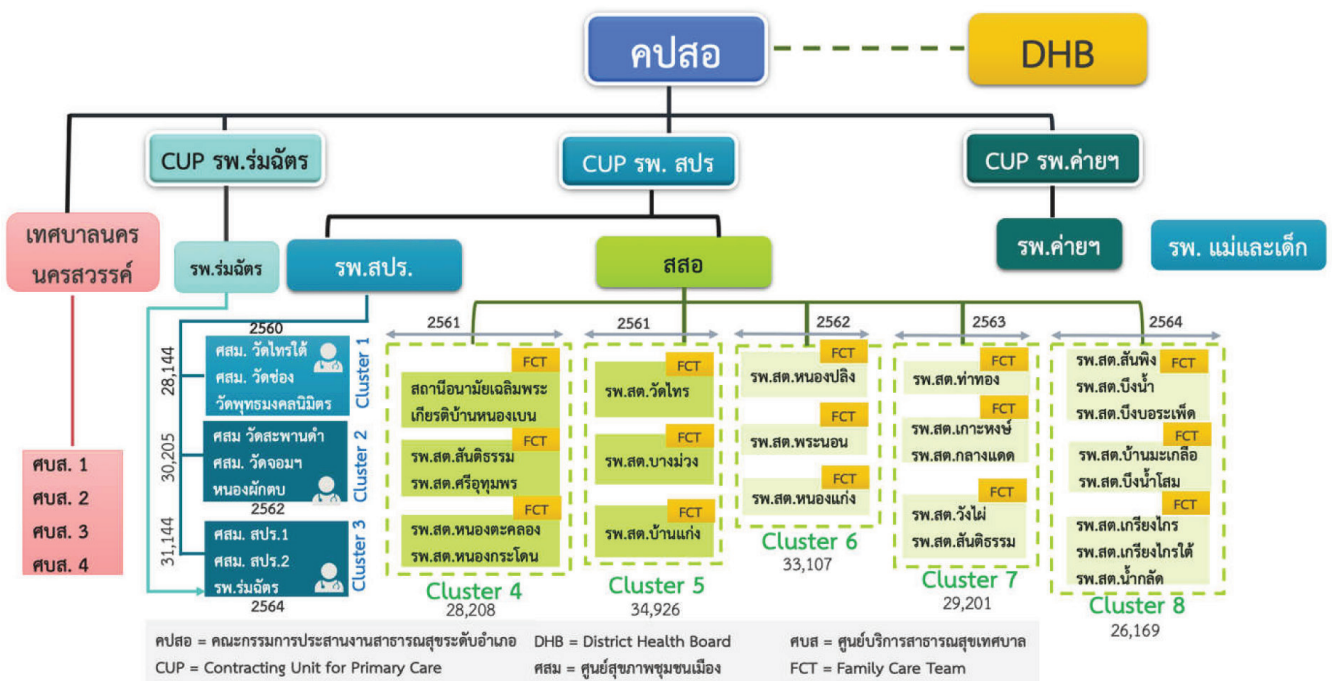 คปสอ
DHB
CUP รพ.ร่มฉัตร
CUP รพ. สปร
CUP รพ.ค่ายฯ
เทศบาลนคร
นครสวรรค์
รพ.ร่มฉัตร
รพ.สปร.
สสอ
รพ.ค่ายฯ
รพ. แม่และเด็ก
ศบส. 1
ศบส. 2
ศบส. 3
ศบส. 4
2560
28,144
ศสม. วัดไทรใต้
ศสม. วัดช่อง
วัดพุทธมงคลนิมิตร
Cluster 1
30,205
ศสม วัดสะพานดำ
ศสม. วัดจอมฯ
หนองผักตบ
Cluster 2
2562
31,144
ศสม. สปร.1
ศสม. สปร.2
รพ.ร่มฉัตร
Cluster 3
2564
2561
FCT
สถานีอนามัยเฉลิมพระ
เกียรติบ้านหนองเบน
FCT
รพ.สต.สันติธรรม
รพ.สต.ศรีอุทุมพร
FCT
รพ.สต.หนองตะคลอง
รพ.สต.หนองกระโดน
Cluster 4
28,208
2561
FCT
รพ.สต.วัดไทร
FCT
รพ.สต.บางม่วง
FCT
รพ.สต.บ้านแก่ง
Cluster 5
34,926
2562
FCT
รพ.สต.หนองปลิง
FCT
รพ.สต.พระนอน
FCT
รพ.สต.หนองแก่ง
Cluster 6
33,107
2563
FCT
รพ.สต.ท่าทอง
FCT
รพ.สต.เกาะหงษ์
รพ.สต.กลางแดด
FCT
รพ.สต.วังไผ่
รพ.สต.สันติธรรม
Cluster 7
29,201
2564
FCT
รพ.สต.สันพิง
รพ.สต.บึงน้ำ
รพ.สต.บึงบอระเพ็ด
FCT
รพ.สต.บ้านมะเกลือ
รพ.สต.บึงน้ำโสม
FCT
รพ.สต.เกรียงไกร
รพ.สต.เกรียงไกรใต้
รพ.สต.น้ำกลัด
Cluster 8
26,169
คปสอ = คณะกรรมการประสานงานสาธารณสุขระดับอำเภอ DHB = District Health Board ศบส = ศูนย์บริการสาธารณสุขเทศบาล
CUP = Contracting Unit for Primary Care ศสม = ศูนย์สุขภาพชุมชนเมือง FCT = Family Care Team